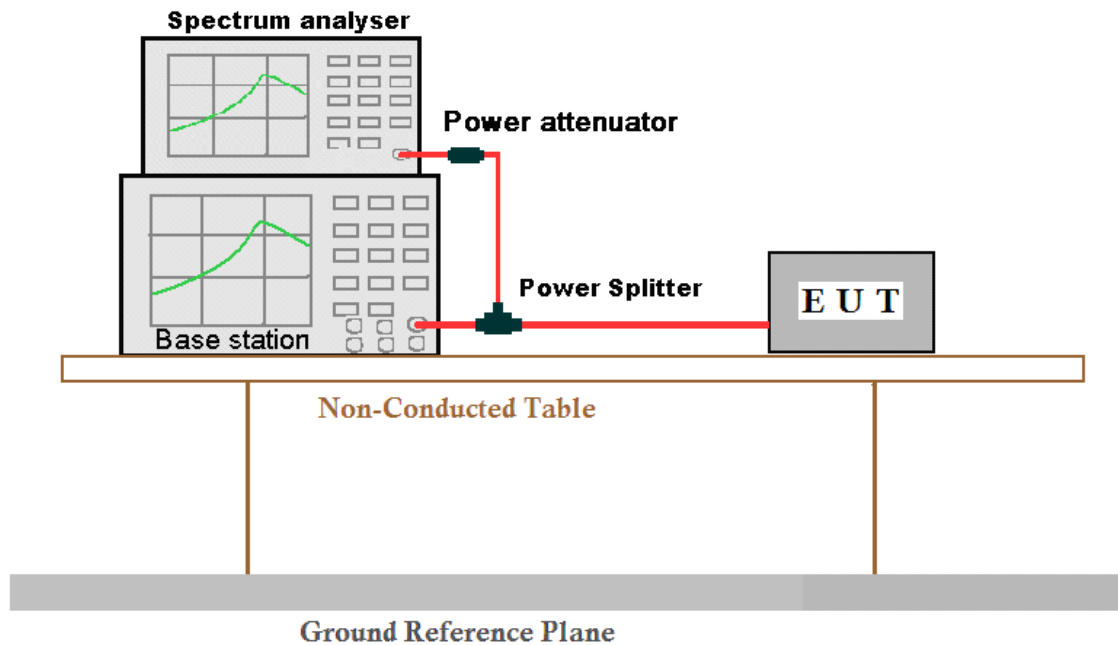 Spectrum analyser
Power attenuator
Power Splitter
E U T
Base station
Non-Conducted Table
Ground Reference Plane